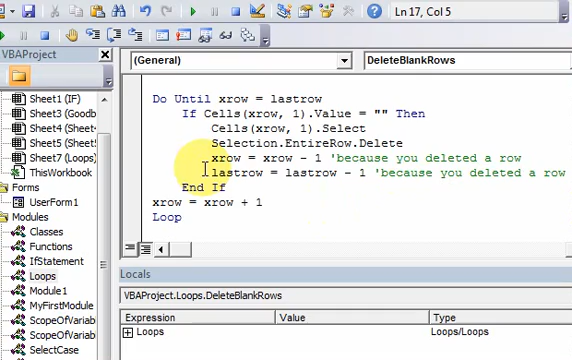 Ln 17, Col 5
VBAProject
(General)
DeleteBlankRows
Sheet1 (IF)
Sheet3 (Goodb
Sheet4 (Sheet
Sheet5 (Sheet
Sheet7 (Loops)
ThisWorkbook
Forms
UserForm1
Modules
Classes
Functions
IfStatement
Loops
Module1
MyFirstModule
ScopeOfVariab
ScopeOfVariab
SelectCase
Do Until xrow = lastrow
If Cells(xrow, 1).Value = "" Then
Cells(xrow, 1).Select
Selection.EntireRow.Delete
xrow = xrow - 1 'because you deleted a row
lastrow = lastrow - 1 'because you deleted a row
End If
xrow = xrow + 1
Loop
Locals
VBAProject.Loops.DeleteBlankRows
Expression Value Type
Loops Loops/Loops